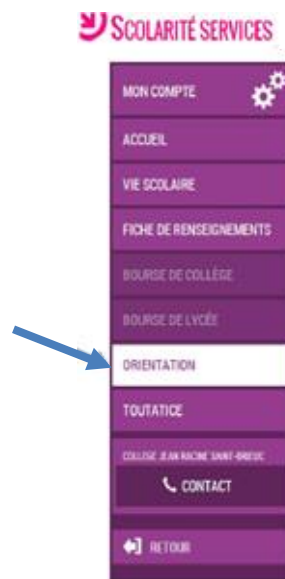 SCOLARITÉ SERVICES
MON COMPTE
ACCUEIL
VIE SCOLAIRE
FICHE DE RENSEIGNEMENTS
BOURSE DE COLLÈGE
BOURSE DE LYCÉE
ORIENTATION
TOUTATICE
COLLEGE JEAN RACINE SAINT-BRIEUC
CONTACT
RETOUR